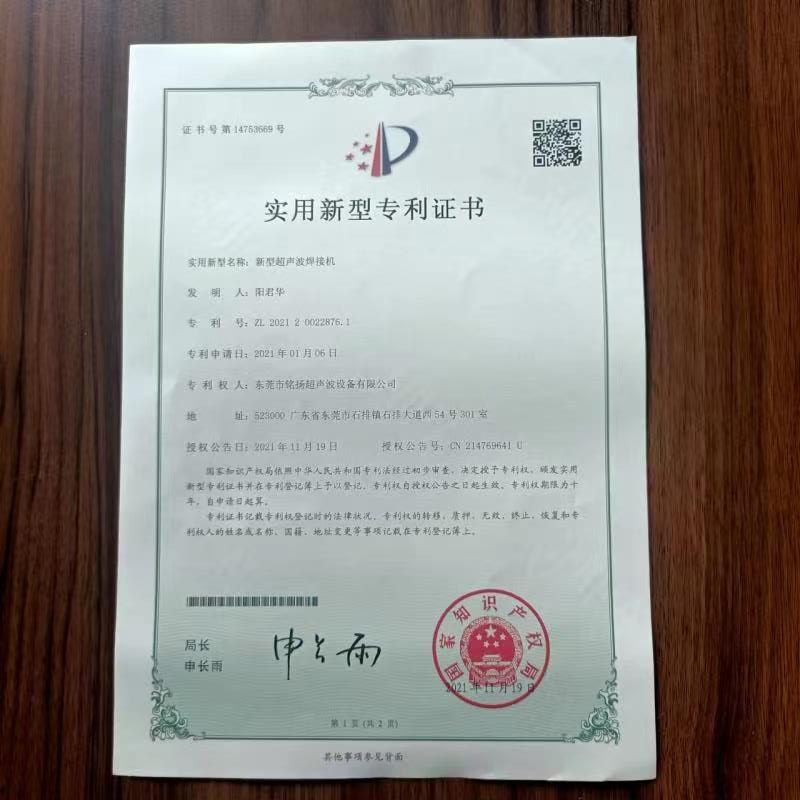 证书号第14753669号
实用新型专利证书
实用新型名称：新型超声波焊接机
发明人：阳君华
专利号：ZL 2021 2 0022876.1
专利申请日：2021年01月06日
专利权人：东莞市铭扬超声波设备有限公司
地址：523000 广东省东莞市石排镇石排大道西54号301室
授权公告日：2021年11月19日 授权公告号：CN 214769641 U
国家知识产权局依照中华人民共和国专利法经过初步审查，决定授予专利权，颁发实用
新型专利证书并在专利登记簿上予以登记。专利权自授权公告之日起生效。专利权期限为十
年，自申请日起算。
专利证书记载专利权登记时的法律状况。专利权的转移、质押、无效、终止、恢复和专
利权人的姓名或名称、国籍、地址变更等事项记载在专利登记簿上。
局长
申长雨
申长雨
国家知识产权局
2021年11月19日
第1页（共2页）
其他事项参见背面